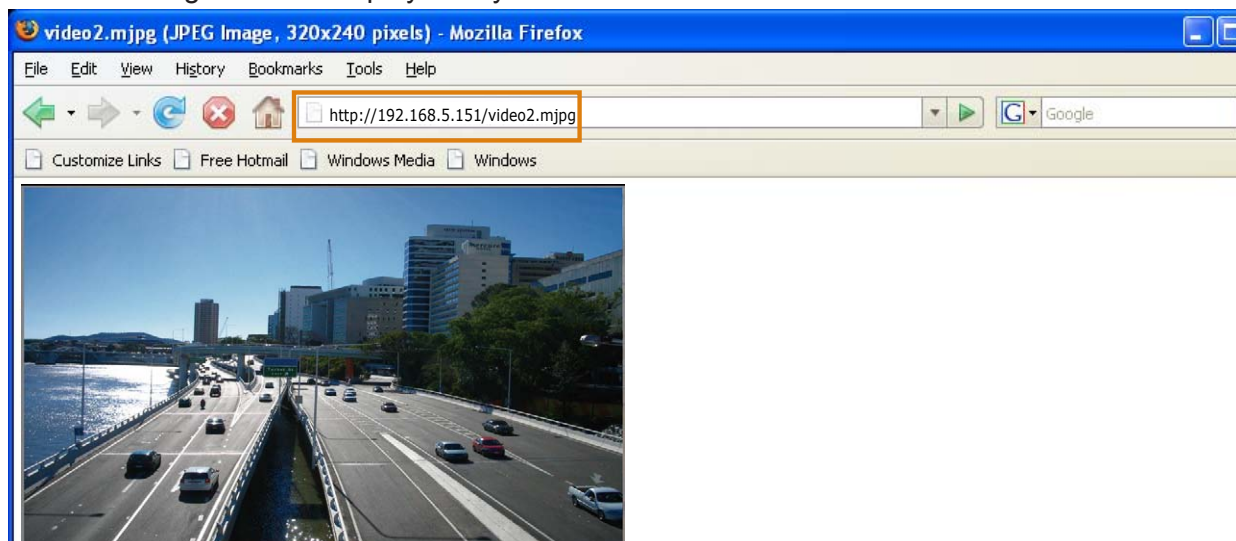 video2.mjpg (JPEG Image, 320x240 pixels) - Mozilla Firefox
File Edit View History Bookmarks Tools Help
http://192.168.5.151/video2.mjpg
G Google
Customize Links Free Hotmail Windows Media Windows